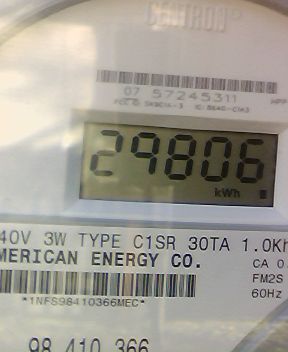 CENTRON®
07 57245311
29806
kWh
40V 3W TYPE C1SR 30TA 1.0Kh
MERICAN ENERGY CO.
CA 0.
FM2S
60Hz
*1NFS98410366MEC*
98 410 366